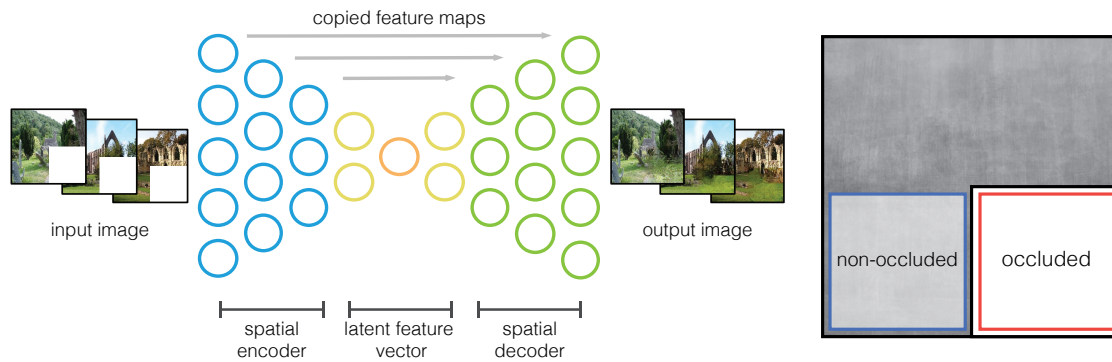 copied feature maps
input image
output image
spatial
encoder
latent feature
vector
spatial
decoder
non-occluded
occluded